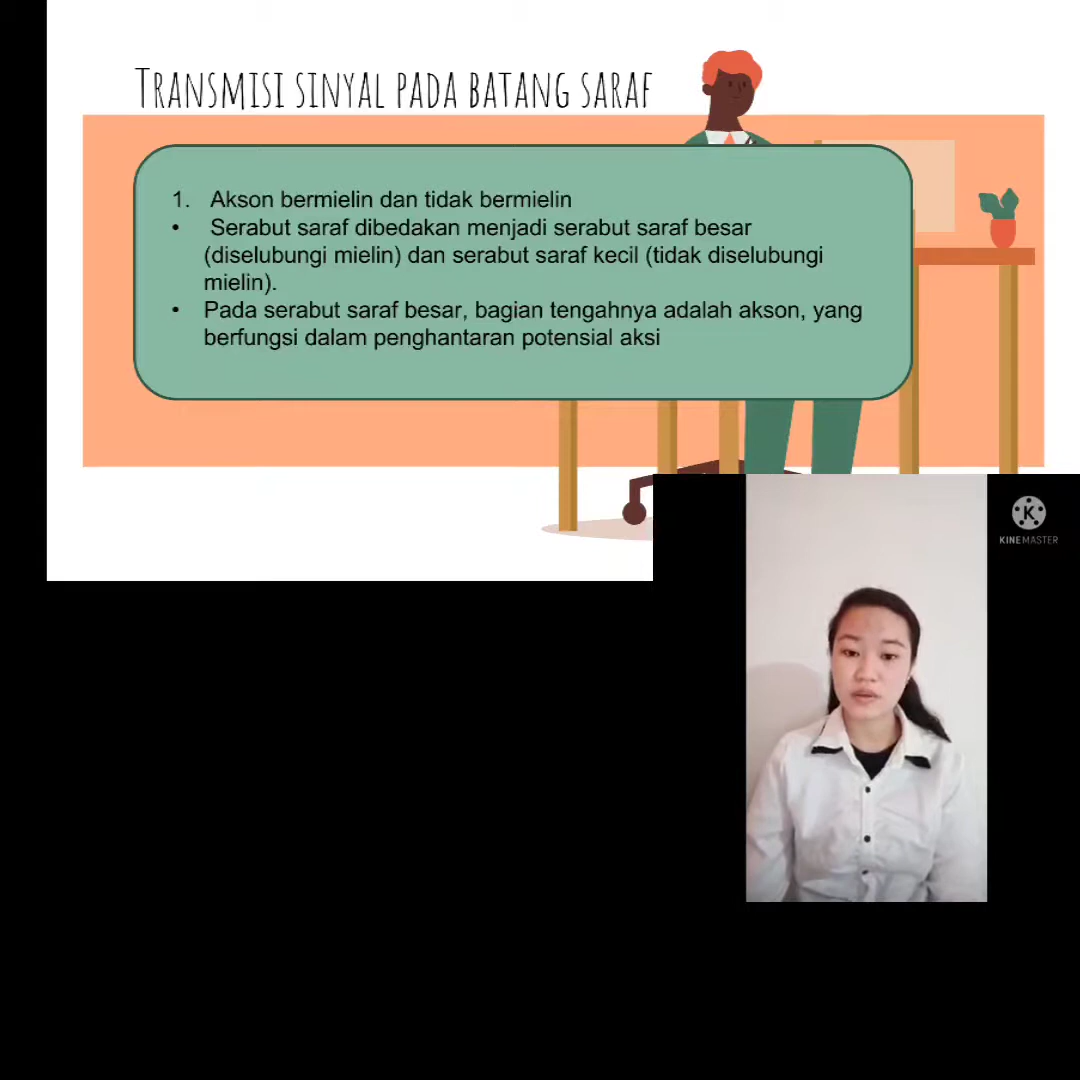 TRANSMISI SINYAL PADA BATANG SARAF
1. Akson bermielin dan tidak bermielin
• Serabut saraf dibedakan menjadi serabut saraf besar
(diselubungi mielin) dan serabut saraf kecil (tidak diselubungi
mielin).
• Pada serabut saraf besar, bagian tengahnya adalah akson, yang
berfungsi dalam penghantaran potensial aksi
K
KINEMASTER